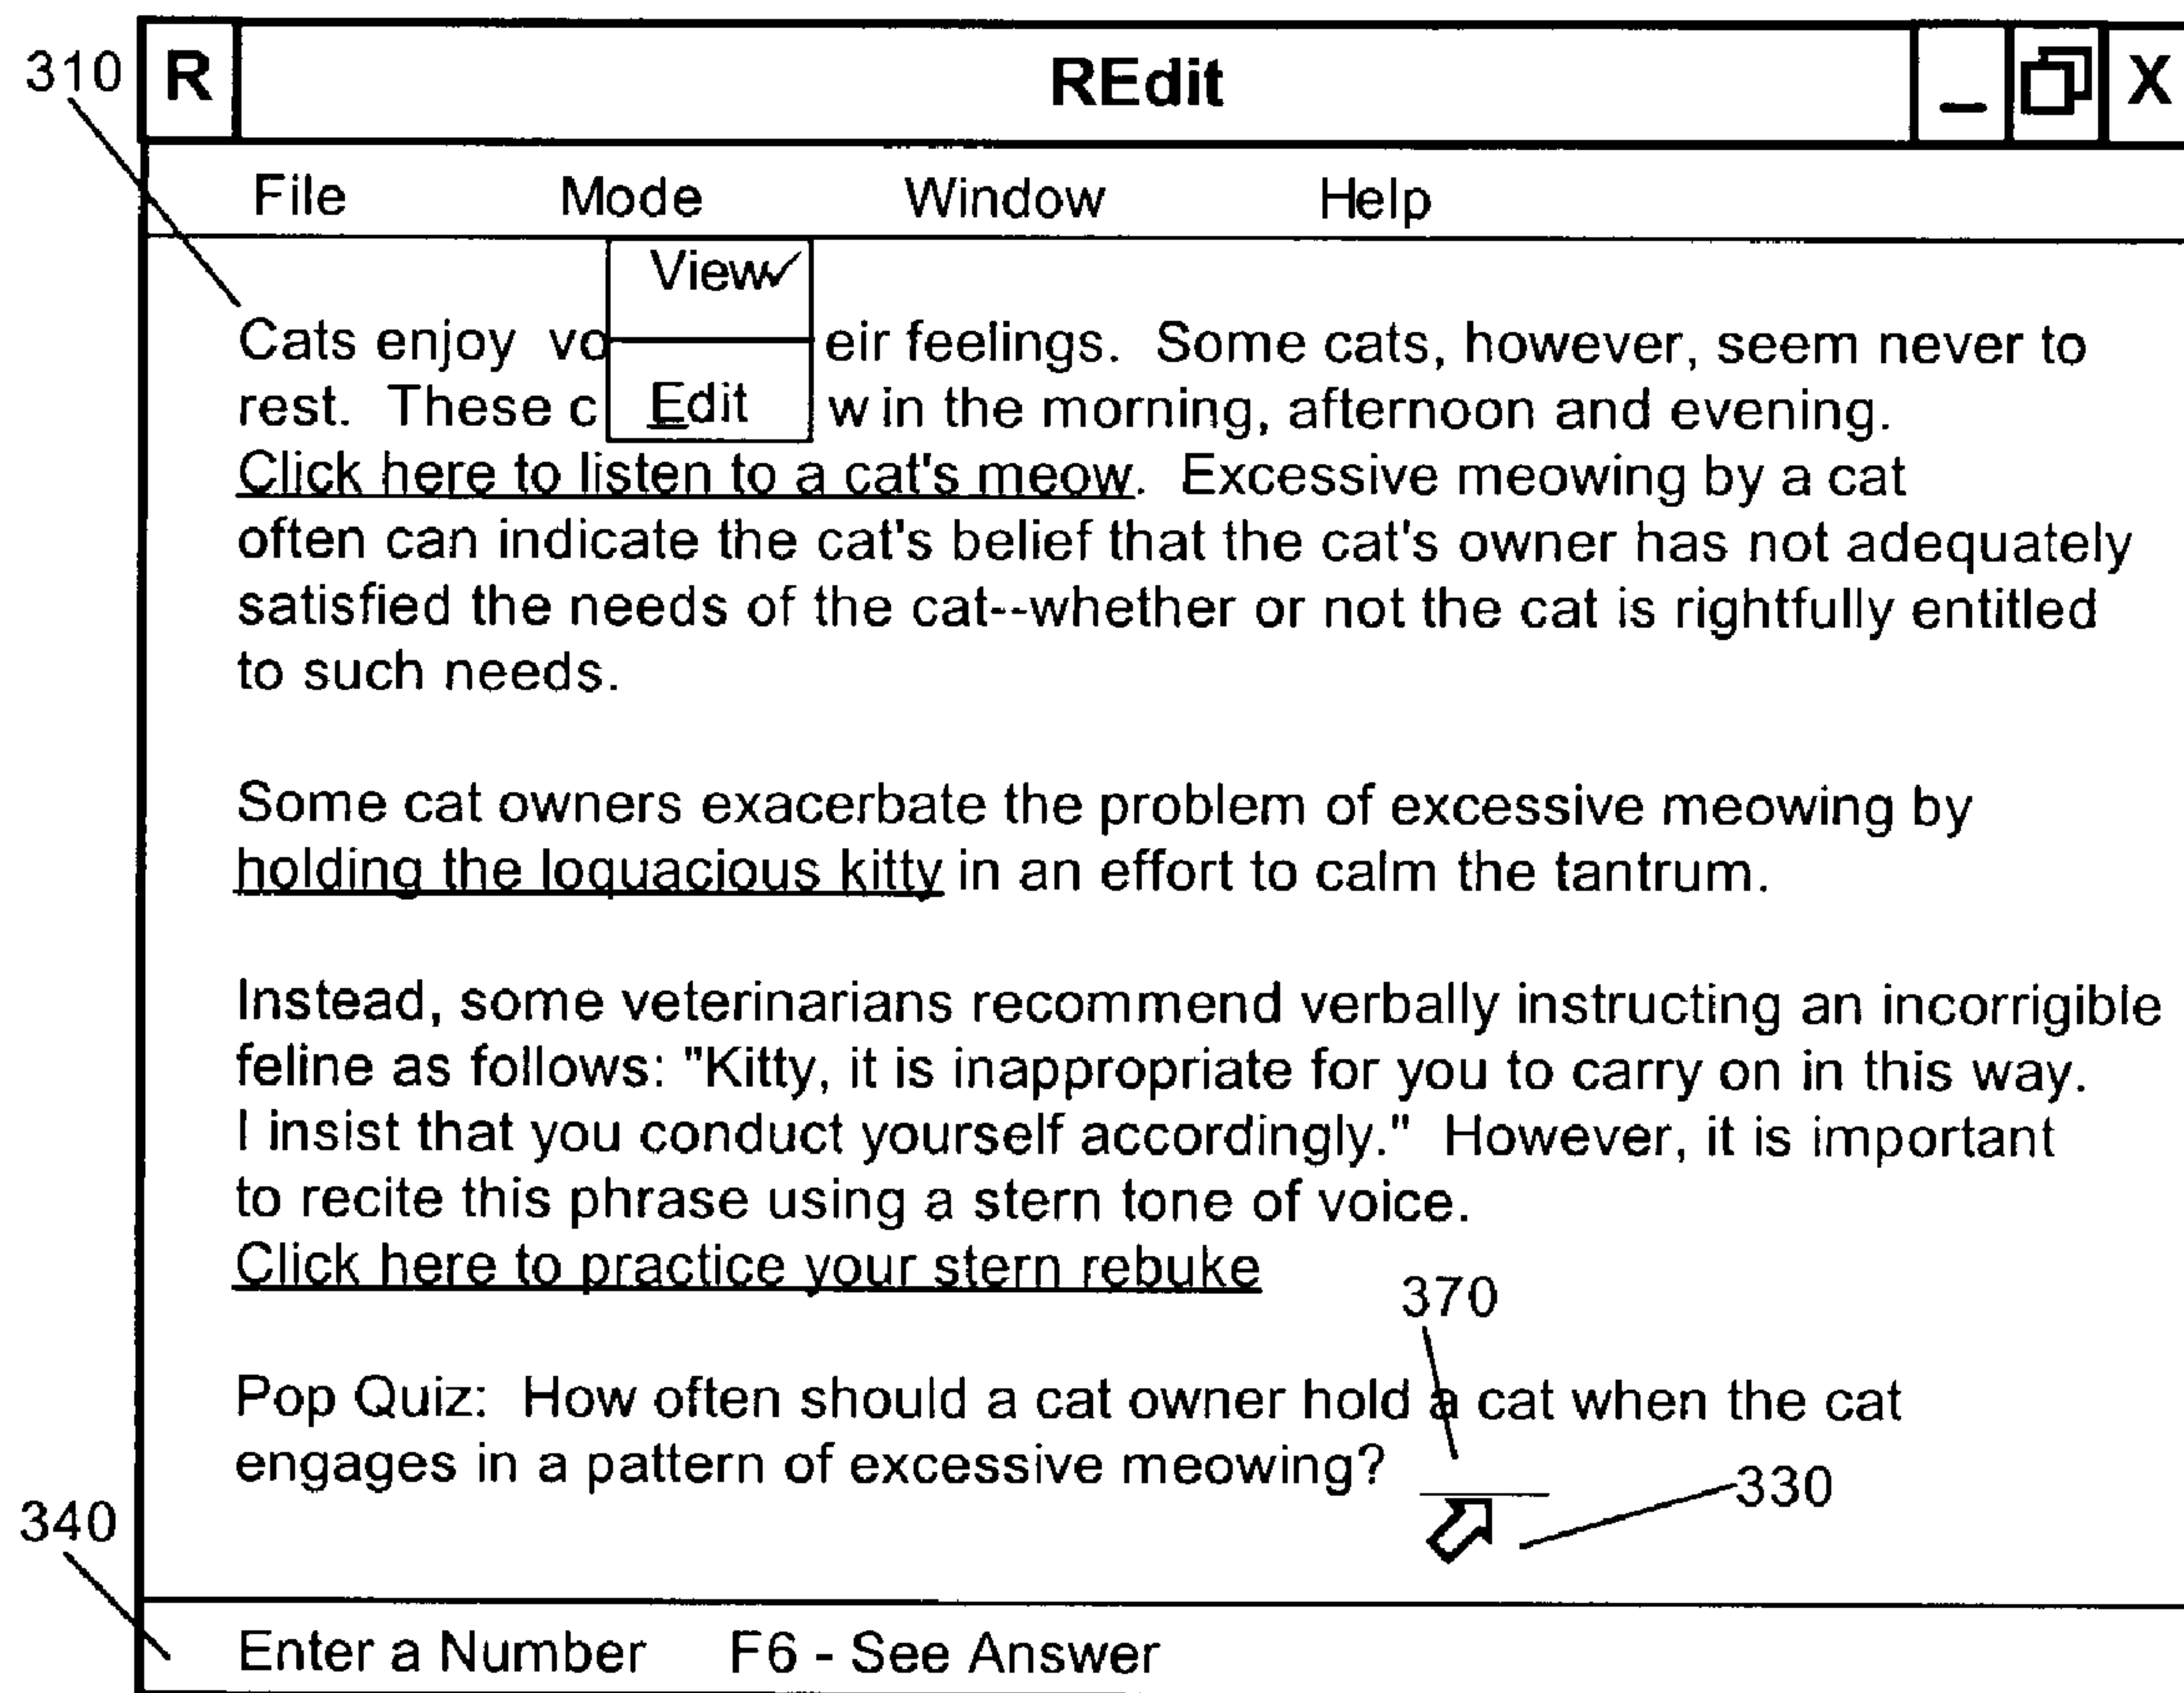 310 R REdit _ X
File Mode Window Help
View✓
Cats enjoy vo eir feelings. Some cats, however, seem never to
rest. These c Edit w in the morning, afternoon and evening.
Click here to listen to a cat's meow. Excessive meowing by a cat
often can indicate the cat's belief that the cat's owner has not adequately
satisfied the needs of the cat--whether or not the cat is rightfully entitled
to such needs.
Some cat owners exacerbate the problem of excessive meowing by
holding the loquacious kitty in an effort to calm the tantrum.
Instead, some veterinarians recommend verbally instructing an incorrigible
feline as follows: "Kitty, it is inappropriate for you to carry on in this way.
I insist that you conduct yourself accordingly." However, it is important
to recite this phrase using a stern tone of voice.
Click here to practice your stern rebuke
370
Pop Quiz: How often should a cat owner hold a cat when the cat
engages in a pattern of excessive meowing? ____
330
340
Enter a Number F6 - See Answer